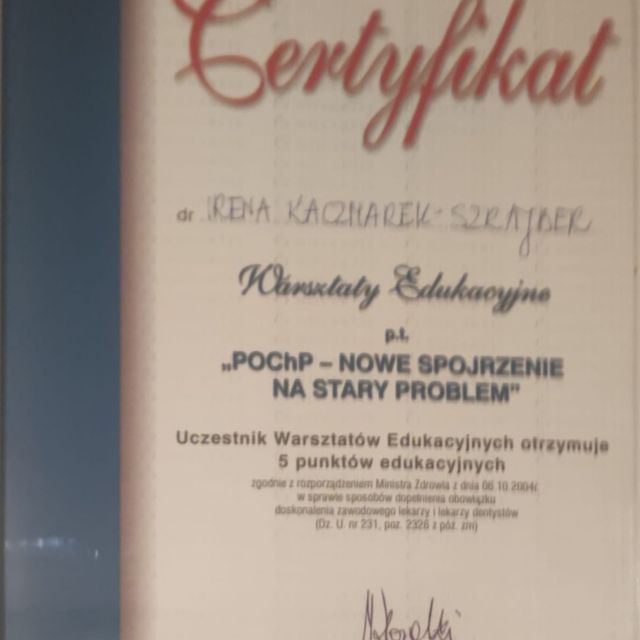 Certyfikat
dr IRENA KACZMAREK-SZRAJBER
Warsztaty Edukacyjne
p.t.
„POChP – NOWE SPOJRZENIE
NA STARY PROBLEM”
Uczestnik Warsztatów Edukacyjnych otrzymuje
5 punktów edukacyjnych
zgodnie z rozporządzeniem Ministra Zdrowia z dnia 06.10.2004r.
w sprawie sposobów dopełnienia obowiązku
doskonalenia zawodowego lekarzy i lekarzy dentystów
(Dz. U. nr 231, poz. 2326 z póź. zm)